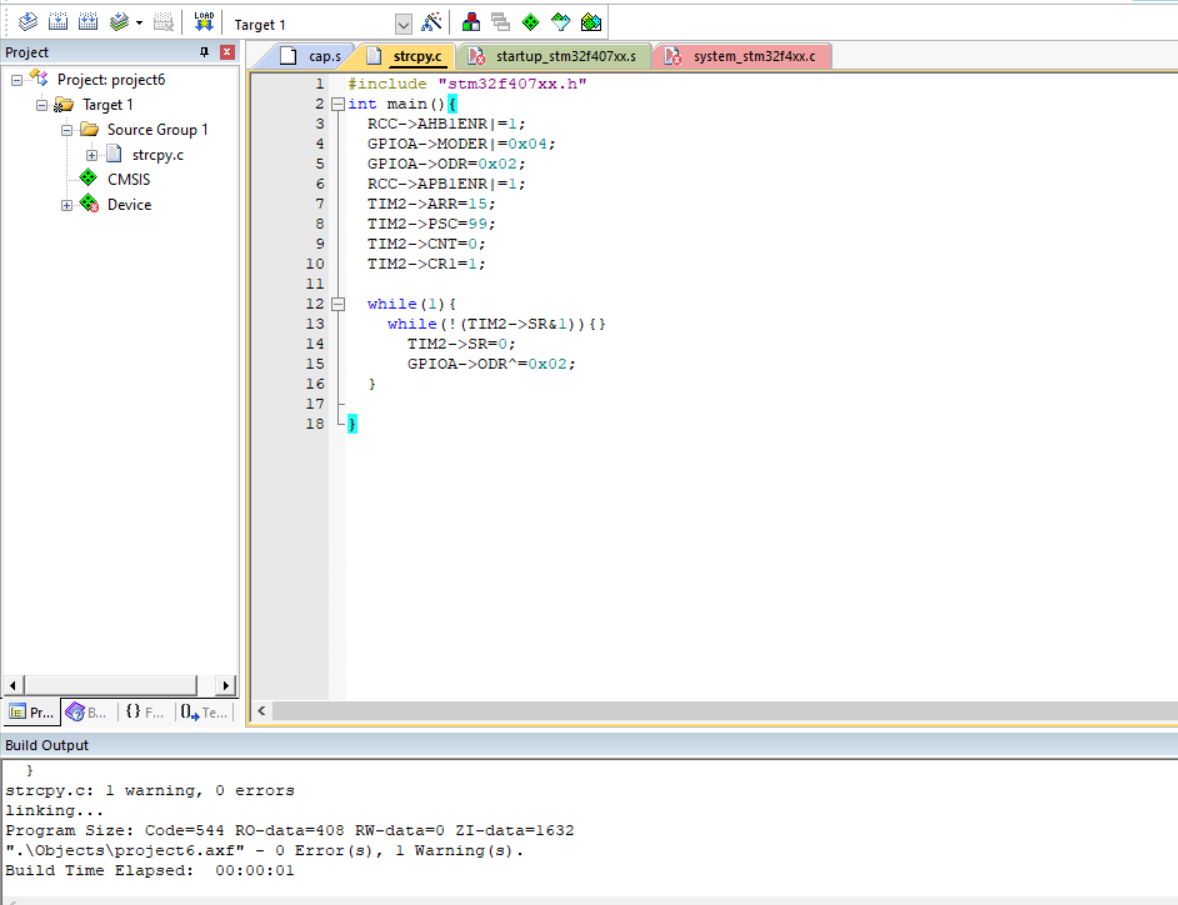 LOAD
Target 1
Project
Project: project6
Target 1
Source Group 1
strcpy.c
CMSIS
Device
Pr...
B...
{} F...
Te...
cap.s
strcpy.c
startup_stm32f407xx.s
system_stm32f4xx.c
1 #include "stm32f407xx.h"
2 int main(){
3 RCC->AHB1ENR|=1;
4 GPIOA->MODER|=0x04;
5 GPIOA->ODR=0x02;
6 RCC->APB1ENR|=1;
7 TIM2->ARR=15;
8 TIM2->PSC=99;
9 TIM2->CNT=0;
10 TIM2->CR1=1;
11
12 while(1){
13 while(!(TIM2->SR&1)){}
14 TIM2->SR=0;
15 GPIOA->ODR^=0x02;
16 }
17
18 }
Build Output
}
strcpy.c: 1 warning, 0 errors
linking...
Program Size: Code=544 RO-data=408 RW-data=0 ZI-data=1632
".\Objects\project6.axf" - 0 Error(s), 1 Warning(s).
Build Time Elapsed:  00:00:01